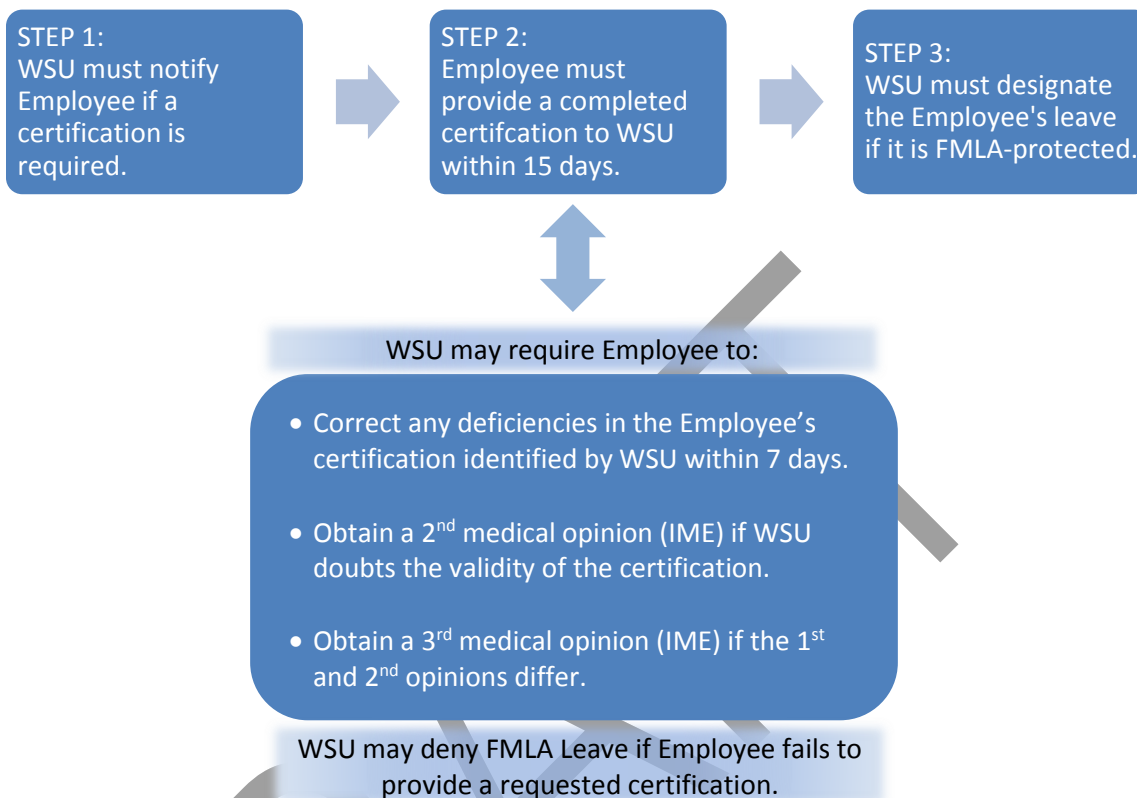 STEP 1:
WSU must notify
Employee if a
certification is
required.
STEP 2:
Employee must
provide a completed
certifcation to WSU
within 15 days.
STEP 3:
WSU must designate
the Employee's leave
if it is FMLA-protected.
WSU may require Employee to:
• Correct any deficiencies in the Employee’s
certification identified by WSU within 7 days.
• Obtain a 2nd medical opinion (IME) if WSU
doubts the validity of the certification.
• Obtain a 3rd medical opinion (IME) if the 1st
and 2nd opinions differ.
WSU may deny FMLA Leave if Employee fails to
provide a requested certification.